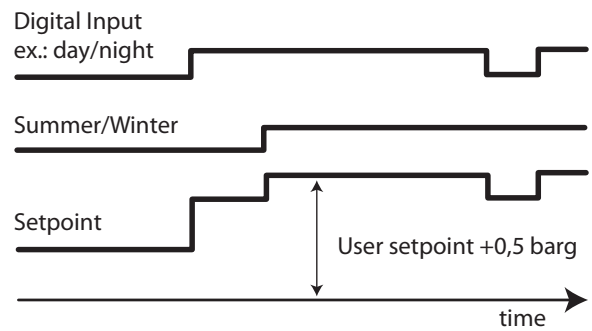 Digital Input
ex.: day/night
Summer/Winter
Setpoint
User setpoint +0,5 barg
time